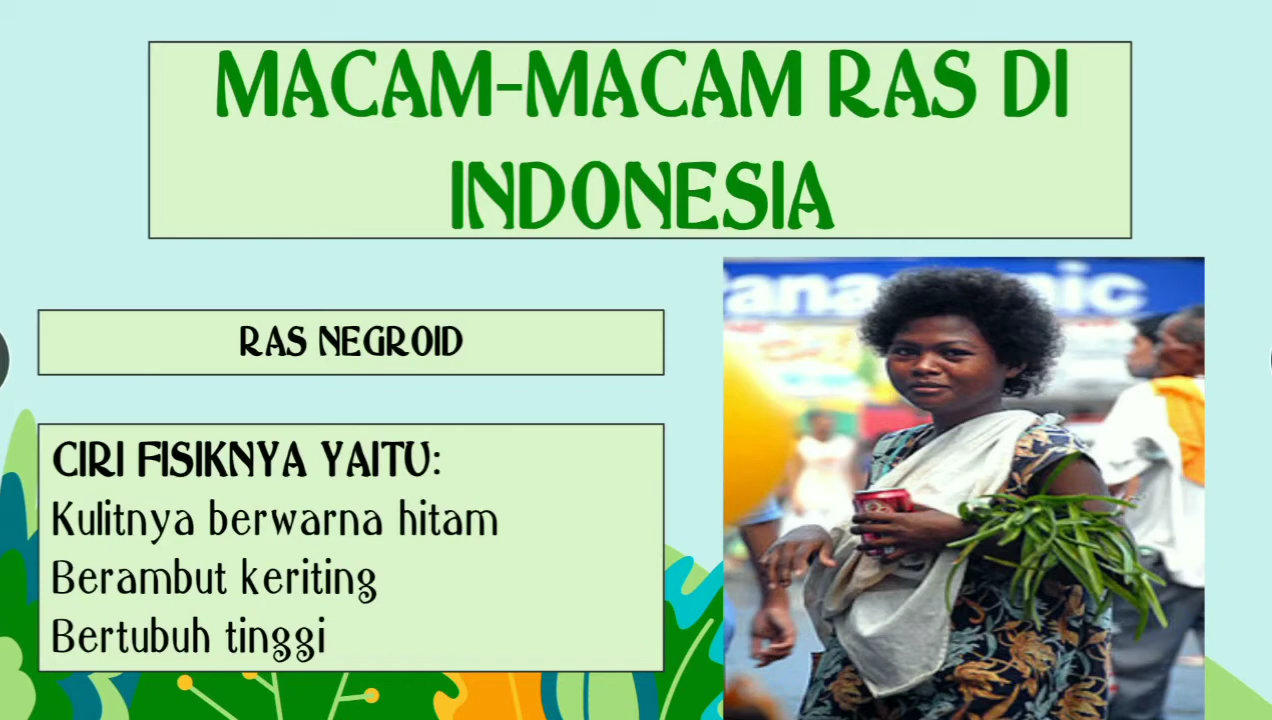 MACAM-MACAM RAS DI
INDONESIA
RAS NEGROID
CIRI FISIKNYA YAITU:
Kulitnya berwarna hitam
Berambut keriting
Bertubuh tinggi